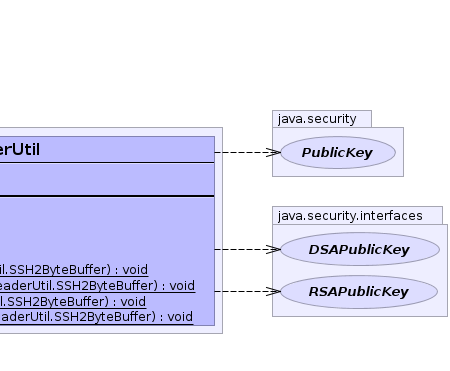 erUtil
il.SSH2ByteBuffer) : void
eaderUtil.SSH2ByteBuffer) : void
l.SSH2ByteBuffer) : void
aderUtil.SSH2ByteBuffer) : void
java.security
PublicKey
java.security.interfaces
DSAPublicKey
RSAPublicKey